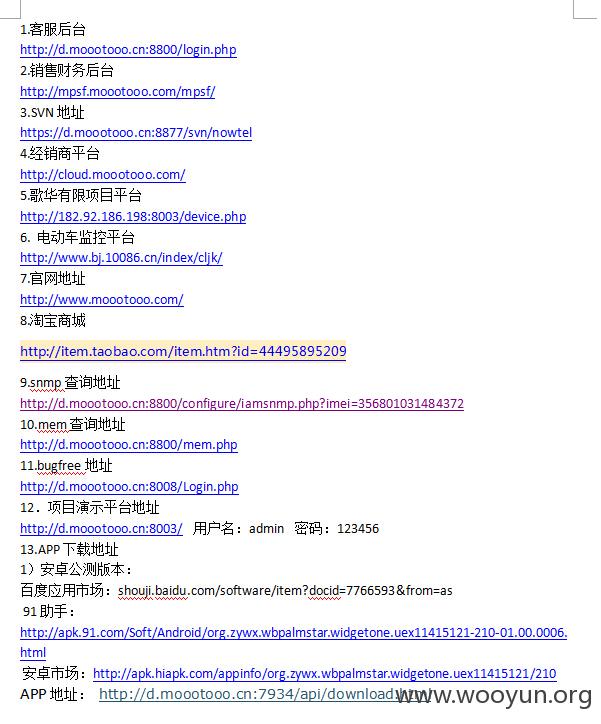 1.客服后台
http://d.moootooo.cn:8800/login.php
2.销售财务后台
http://mpsf.moootooo.com/mpsf/
3.SVN 地址
https://d.moootooo.cn:8877/svn/nowtel
4.经销商平台
http://cloud.moootooo.com/
5.歌华有限项目平台
http://182.92.186.198:8003/device.php
6. 电动车监控平台
http://www.bj.10086.cn/index/cljk/
7.官网地址
http://www.moootooo.com/
8.淘宝商城
http://item.taobao.com/item.htm?id=44495895209
9.snmp 查询地址
http://d.moootooo.cn:8800/configure/iamsnmp.php?imei=356801031484372
10.mem 查询地址
http://d.moootooo.cn:8800/mem.php
11.bugfree 地址
http://d.moootooo.cn:8008/Login.php
12．项目演示平台地址
http://d.moootooo.cn:8003/ 用户名：admin 密码：123456
13.APP 下载地址
1）安卓公测版本：
百度应用市场：shouji.baidu.com/software/item?docid=7766593&from=as
91 助手：
http://apk.91.com/Soft/Android/org.zywx.wbpalmstar.widgetone.uex11415121-210-01.00.0006.
html
安卓市场：http://apk.hiapk.com/appinfo/org.zywx.wbpalmstar.widgetone.uex11415121/210
APP 地址： http://d.moootooo.cn:7934/api/download.html
www.wooyun.org